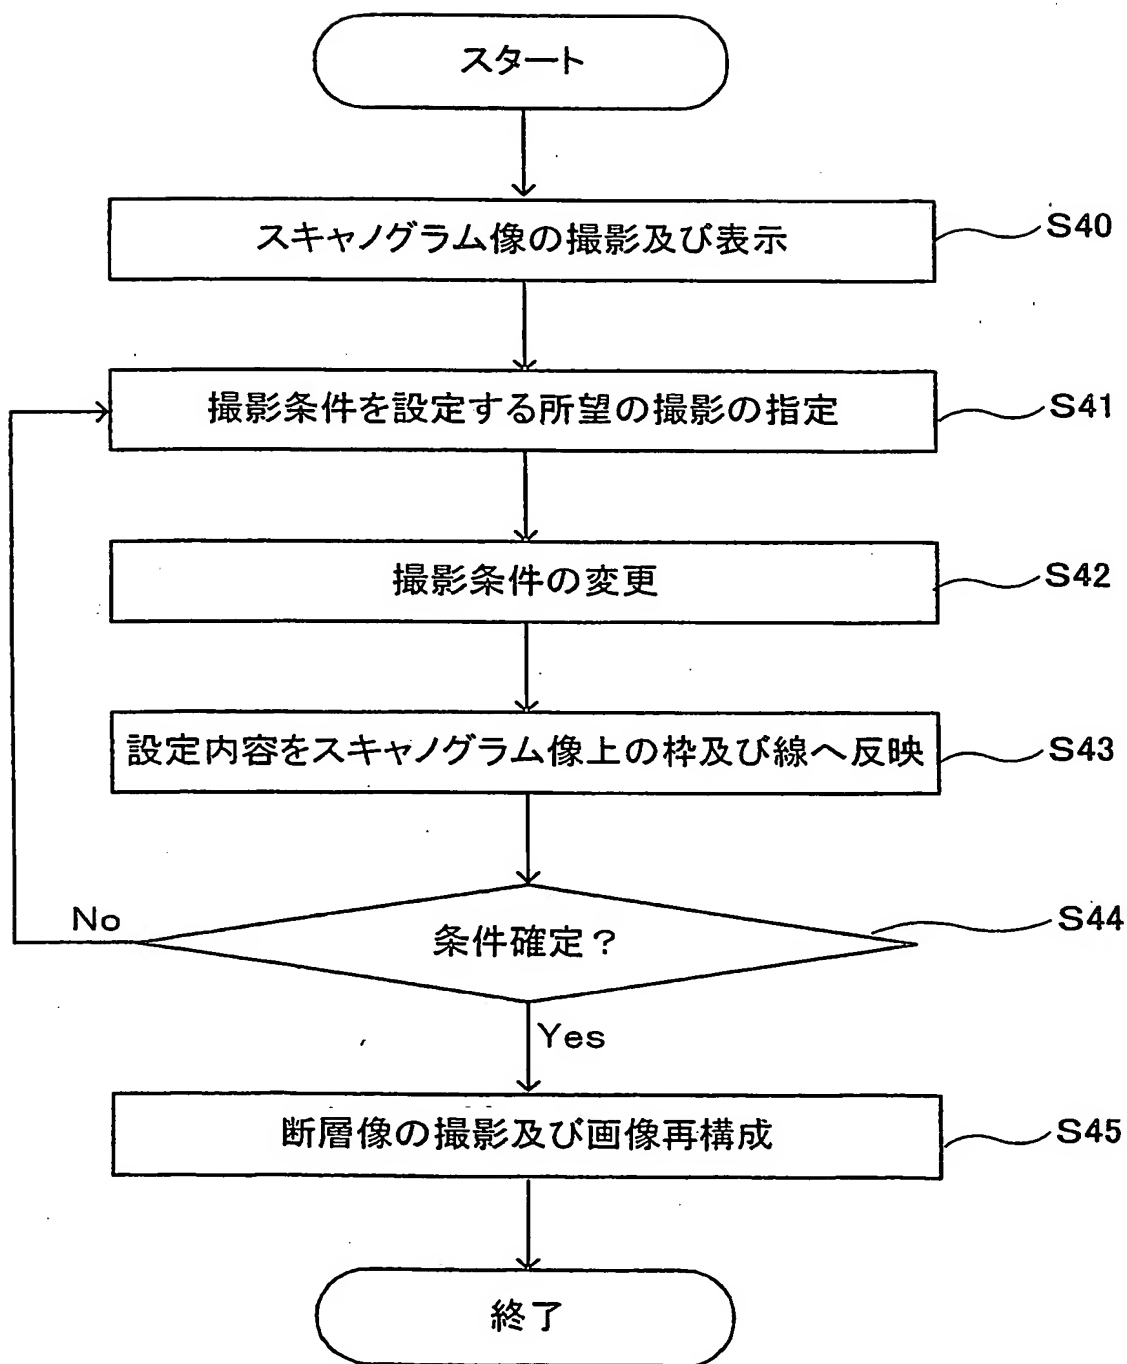 スタート
スキャノグラム像の撮影及び表示
S40
撮影条件を設定する所望の撮影の指定
S41
撮影条件の変更
S42
設定内容をスキャノグラム像上の枠及び線へ反映
S43
No
条件確定？
S44
Yes
断層像の撮影及び画像再構成
S45
終了